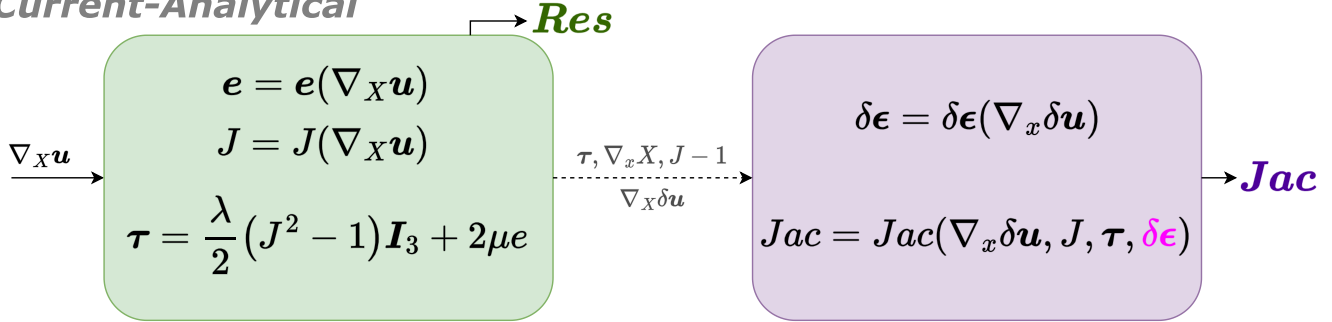 Current-Analytical
Res
∇_X u
e = e(∇_X u)
J = J(∇_X u)
τ = λ/2 (J² − 1)I₃ + 2μe
τ, ∇_x X, J − 1
∇_X δu
δϵ = δϵ(∇_x δu)
Jac = Jac(∇_x δu, J, τ, δϵ)
Jac